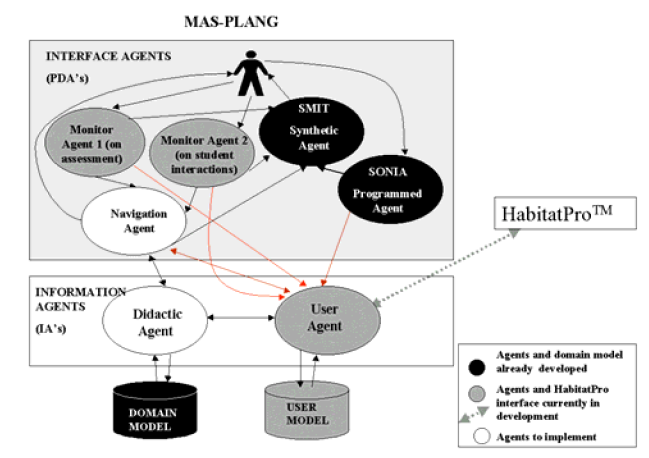 MAS-PLANG
INTERFACE AGENTS
(PDA's)
SMIT
Synthetic
Agent
Monitor
Agent 1 (on
assessment)
Monitor Agent 2
(on student
interactions)
SONIA
Programmed
Agent
Navigation
Agent
HabitatPro™
INFORMATION
AGENTS
(IA's)
Didactic
Agent
User
Agent
DOMAIN
MODEL
USER
MODEL
Agents and domain model
already developed
Agents and HabitatPro
interface currently in
development
Agents to implement